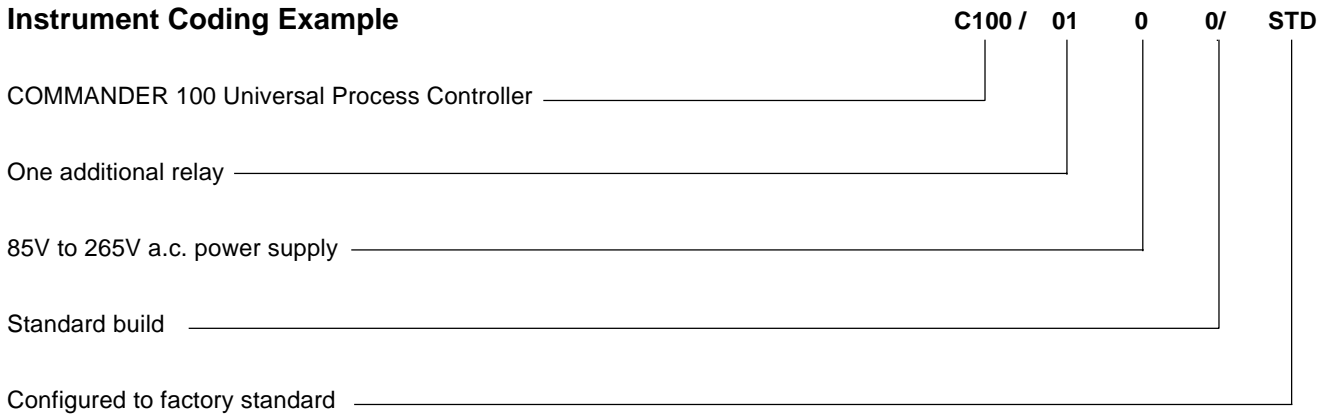 Instrument Coding Example C100 / 01 0 0/ STD
COMMANDER 100 Universal Process Controller
One additional relay
85V to 265V a.c. power supply
Standard build
Configured to factory standard